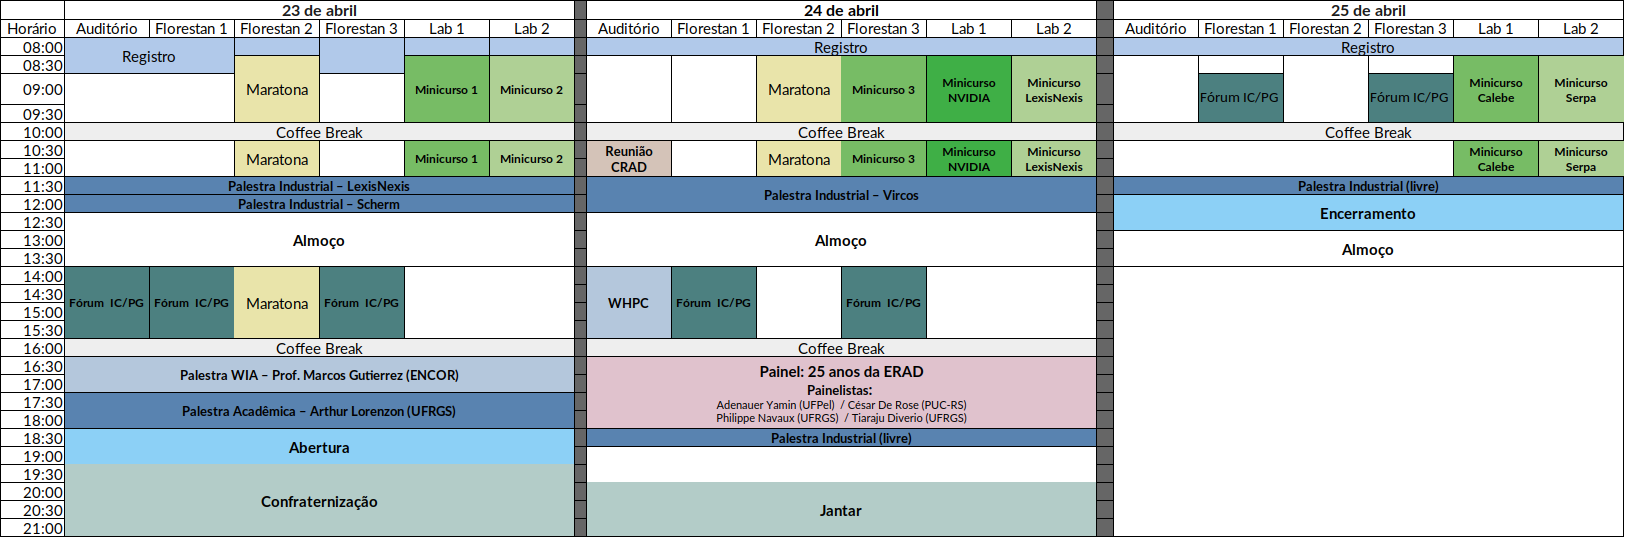 23 de abril 24 de abril 25 de abril
Horário Auditório Florestan 1 Florestan 2 Florestan 3 Lab 1 Lab 2 Auditório Florestan 1 Florestan 2 Florestan 3 Lab 1 Lab 2 Auditório Florestan 1 Florestan 2 Florestan 3 Lab 1 Lab 2
08:00 Registro Registro Registro
08:30
09:00 Maratona Minicurso 1 Minicurso 2 Maratona Minicurso 3 Minicurso NVIDIA Minicurso LexisNexis Fórum IC/PG Fórum IC/PG Minicurso Calebe Minicurso Serpa
09:30
10:00 Coffee Break Coffee Break Coffee Break
10:30 Maratona Minicurso 1 Minicurso 2 Reunião CRAD Maratona Minicurso 3 Minicurso NVIDIA Minicurso LexisNexis Minicurso Calebe Minicurso Serpa
11:00
11:30 Palestra Industrial – LexisNexis Palestra Industrial – Vircos Palestra Industrial (livre)
12:00 Palestra Industrial – Scherm Encerramento
12:30
13:00 Almoço Almoço Almoço
13:30
14:00
14:30 Fórum IC/PG Fórum IC/PG Maratona Fórum IC/PG WHPC Fórum IC/PG Fórum IC/PG
15:00
15:30
16:00 Coffee Break Coffee Break
16:30 Palestra WIA – Prof. Marcos Gutierrez (ENCOR) Painel: 25 anos da ERAD
17:00 Painelistas:
17:30 Palestra Acadêmica – Arthur Lorenzon (UFRGS) Adenauer Yamin (UFPel) / César De Rose (PUC-RS)
18:00 Philippe Navaux (UFRGS) / Tiaraju Diverio (UFRGS)
18:30 Abertura Palestra Industrial (livre)
19:00
19:30
20:00 Confraternização
20:30 Jantar
21:00